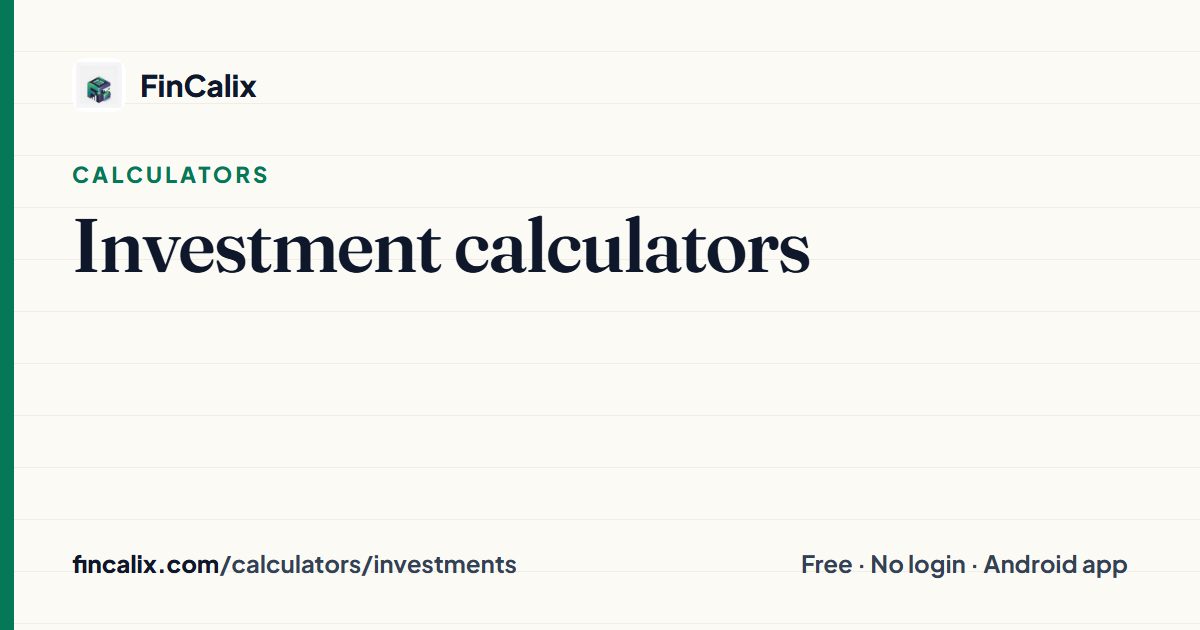 FinCalix
CALCULATORS
Investment calculators
fincalix.com/calculators/investments
Free · No login · Android app